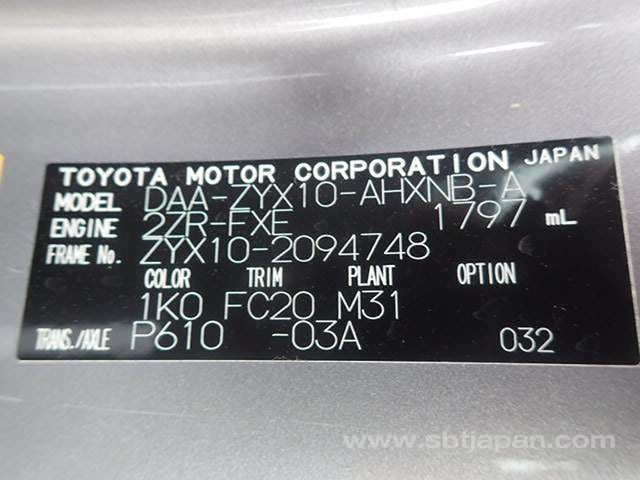 TOYOTA MOTOR CORPORATION JAPAN
MODEL DAA-ZYX10-AHXNB-A
ENGINE 2ZR-FXE 1797 mL
FRAME No. ZYX10-2094748
COLOR TRIM PLANT OPTION
1K0 FC20 M31
TRANS./AXLE P610 -03A 032
www.sbtjapan.com